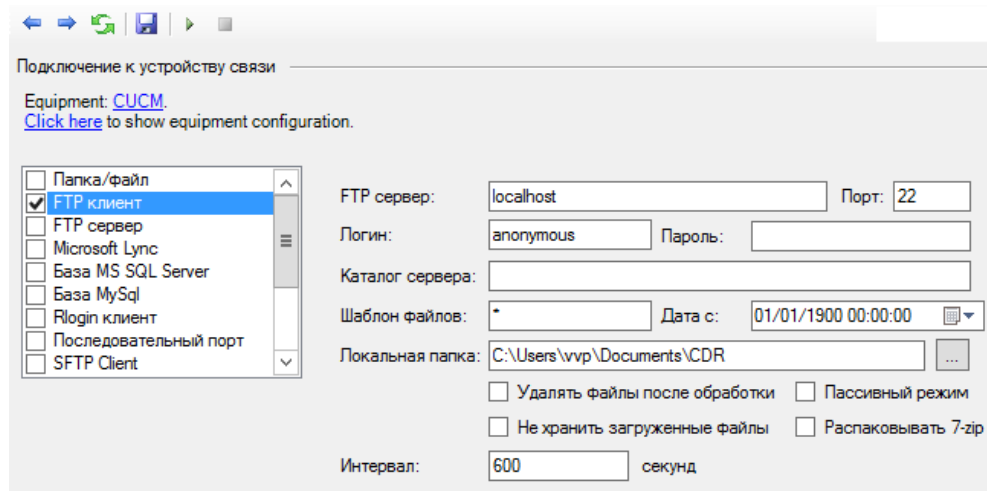 Подключение к устройству связи
Equipment: CUCM.
Click here to show equipment configuration.
Папка/файл
FTP клиент
FTP сервер
Microsoft Lync
База MS SQL Server
База MySql
Rlogin клиент
Последовательный порт
SFTP Client
FTP сервер: localhost Порт: 22
Логин: anonymous Пароль:
Каталог сервера:
Шаблон файлов: * Дата с: 01/01/1900 00:00:00
Локальная папка: C:\Users\vvp\Documents\CDR ...
Удалять файлы после обработки Пассивный режим
Не хранить загруженные файлы Распаковывать 7-zip
Интервал: 600 секунд